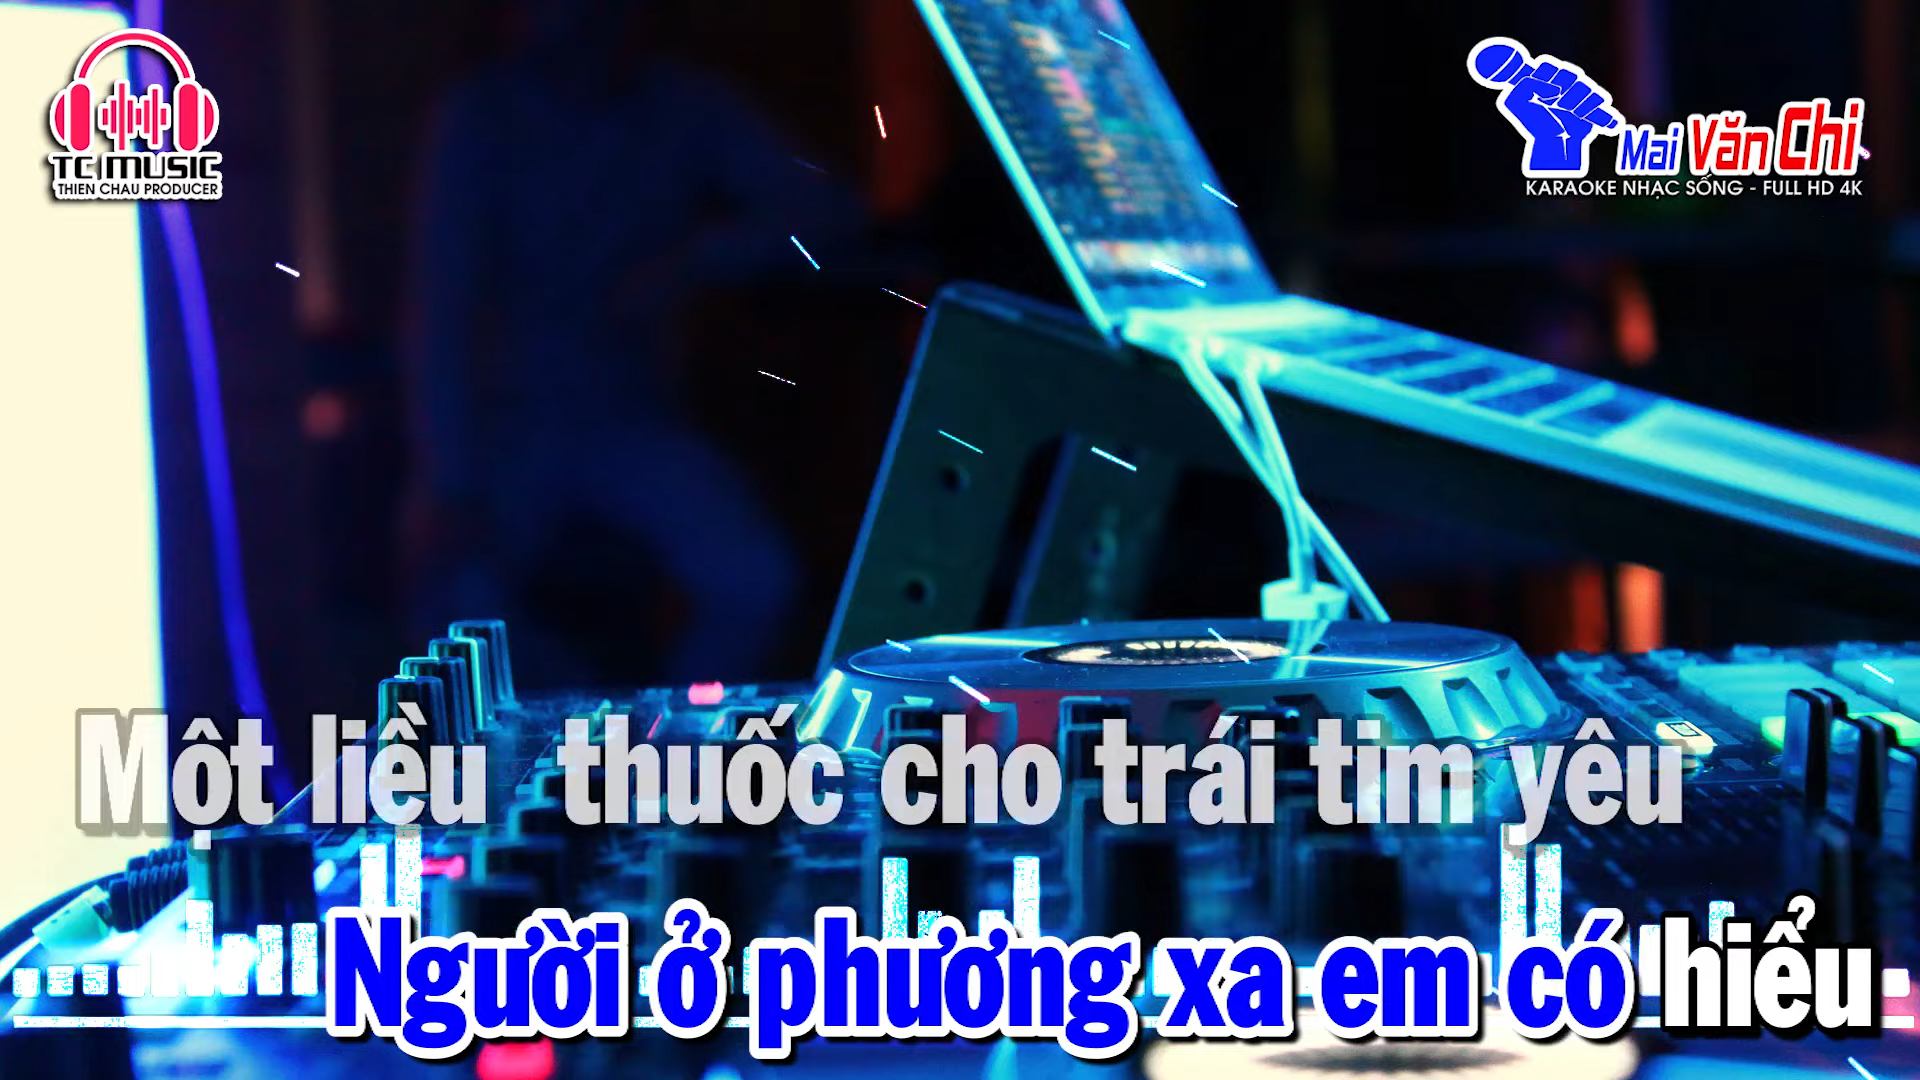 TC MUSIC
THIEN CHAU PRODUCER
Mai Văn Chi
KARAOKE NHẠC SỐNG - FULL HD 4K
Một liều thuốc cho trái tim yêu
Người ở phương xa em có hiểu